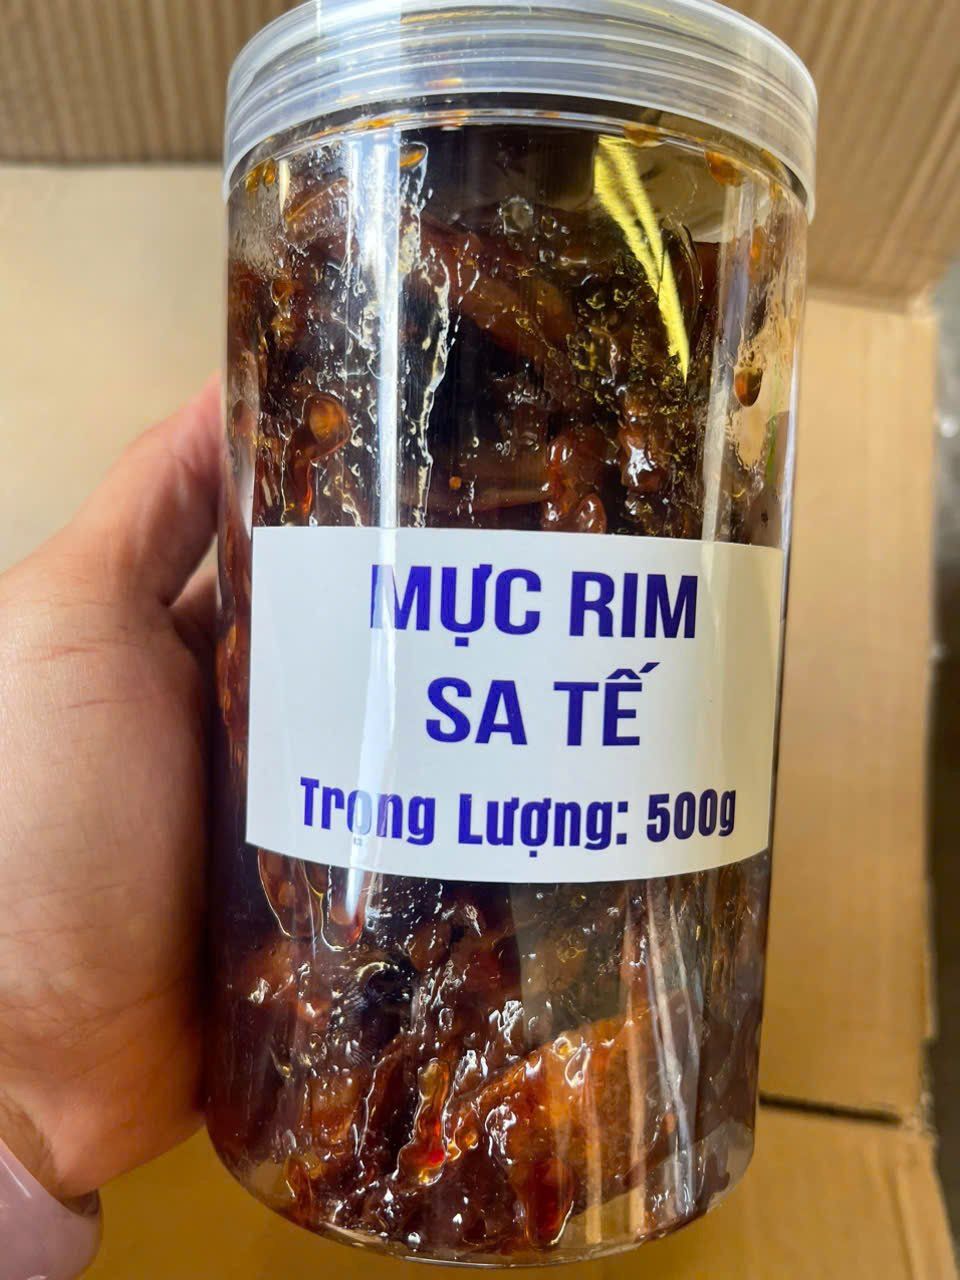 MỰC RIM
SA TẾ
Trọng Lượng: 500g